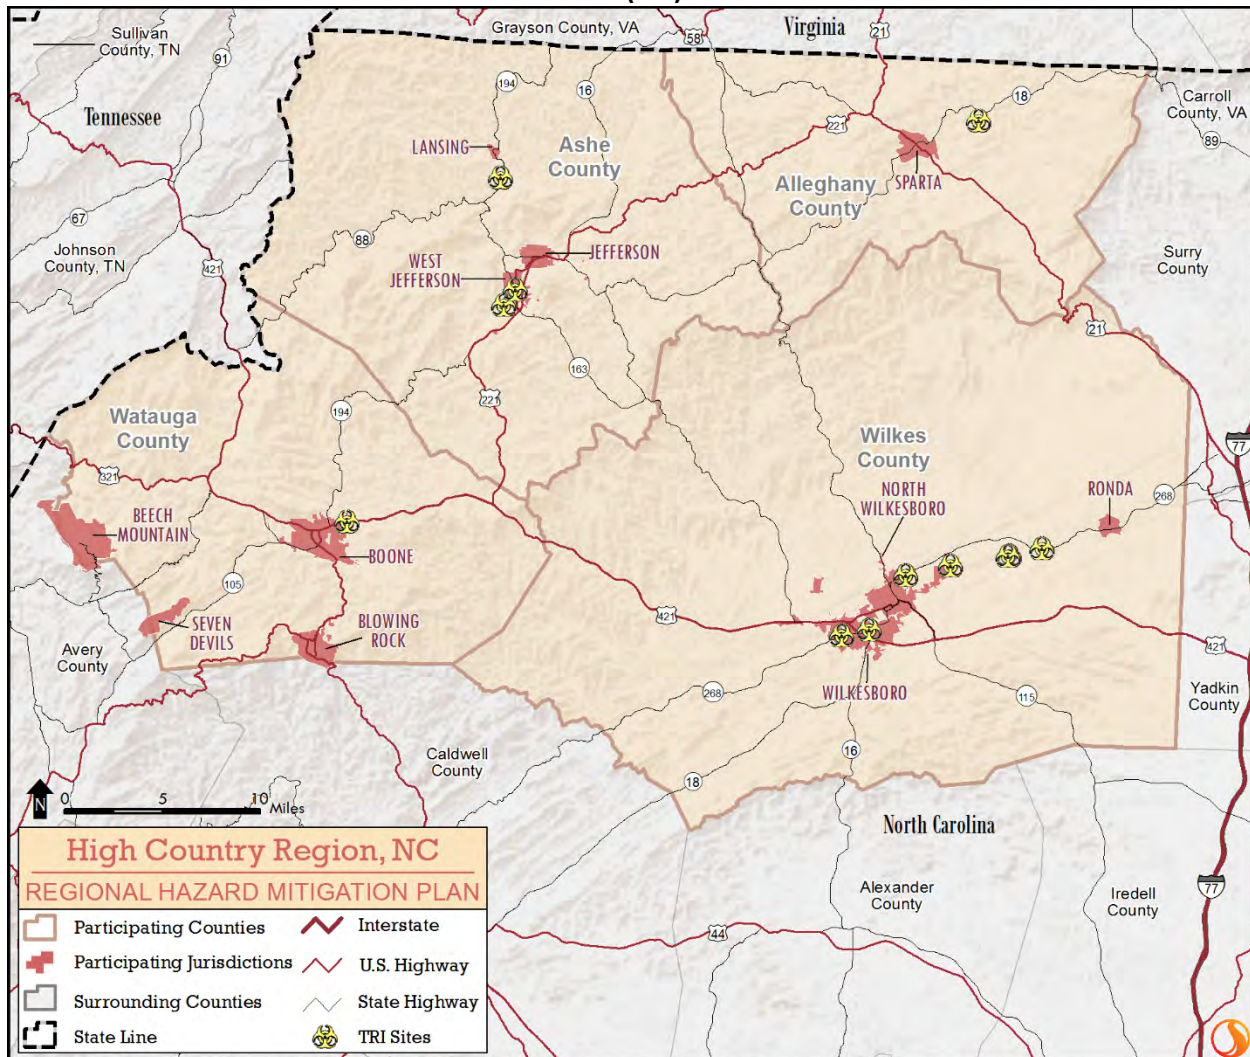 Sullivan
County, TN
91
Grayson County, VA
58
Virginia
21
Tennessee
194
16
18
Carroll
County, VA
89
LANSING
Ashe
County
221
Alleghany
County
SPARTA
67
Johnson
County, TN
421
88
WEST
JEFFERSON
JEFFERSON
Surry
County
21
163
221
Watauga
County
194
Wilkes
County
77
321
NORTH
WILKESBORO
RONDA
268
BEECH
MOUNTAIN
BOONE
105
SEVEN
DEVILS
BLOWING
ROCK
421
421
Avery
County
268
WILKESBORO
115
Yadkin
County
16
Caldwell
County
18
N
0 5 10
Miles
North Carolina
High Country Region, NC
REGIONAL HAZARD MITIGATION PLAN
Participating Counties
Interstate
Participating Jurisdictions
U.S. Highway
Surrounding Counties
State Highway
State Line
TRI Sites
Alexander
County
Iredell
County
77
44